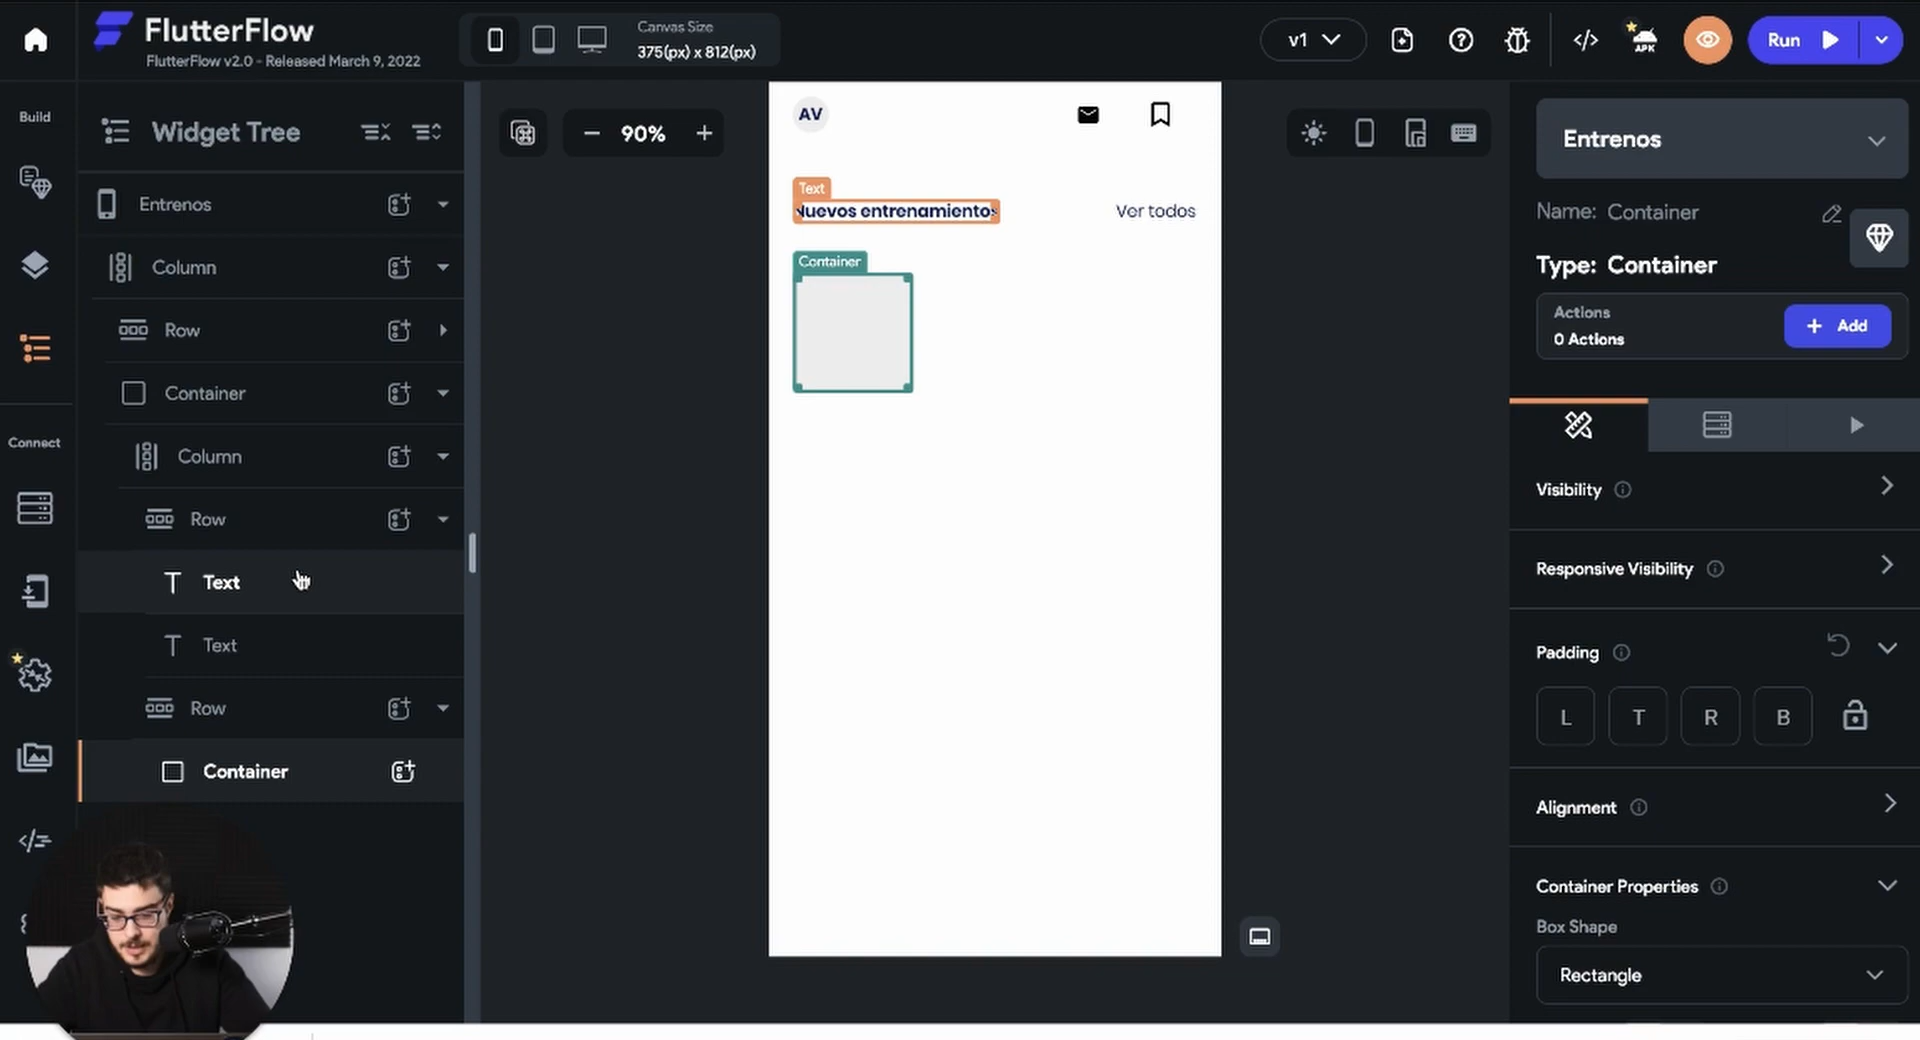 FlutterFlow
FlutterFlow v2.0 - Released March 9, 2022
Canvas Size
375(px) x 812(px)
v1
APK
Run
Build
Widget Tree
90%
AV
Entrenos
Entrenos
Name: Container
Text
Nuevos entrenamientos
Ver todos
Column
Container
Type: Container
Actions
0 Actions
+ Add
Row
Container
Connect
Column
Visibility
Row
Responsive Visibility
Text
Text
Padding
Row
L
T
R
B
Container
Alignment
Container Properties
Box Shape
Rectangle